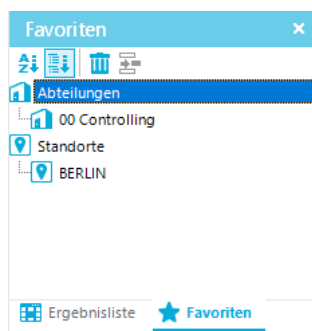 Favoriten
Abteilungen
00 Controlling
Standorte
BERLIN
Ergebnisliste Favoriten